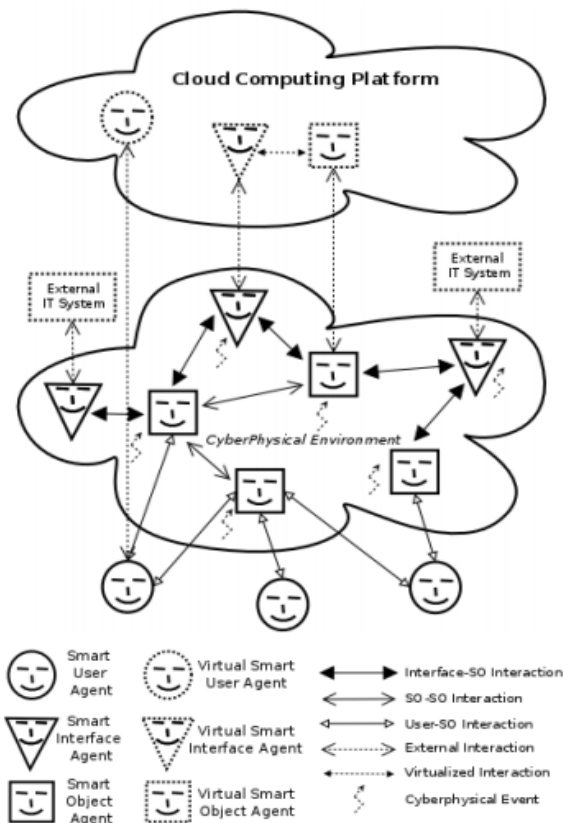 Cloud Computing Platform
External
IT System
External
IT System
CyberPhysical Environment
Smart
User
Agent
Virtual Smart
User Agent
Interface-SO Interaction
SO-SO Interaction
User-SO Interaction
Smart
Interface
Agent
Virtual Smart
Interface Agent
External Interaction
Virtualized Interaction
Smart
Object
Agent
Virtual Smart
Object Agent
Cyberphysical Event